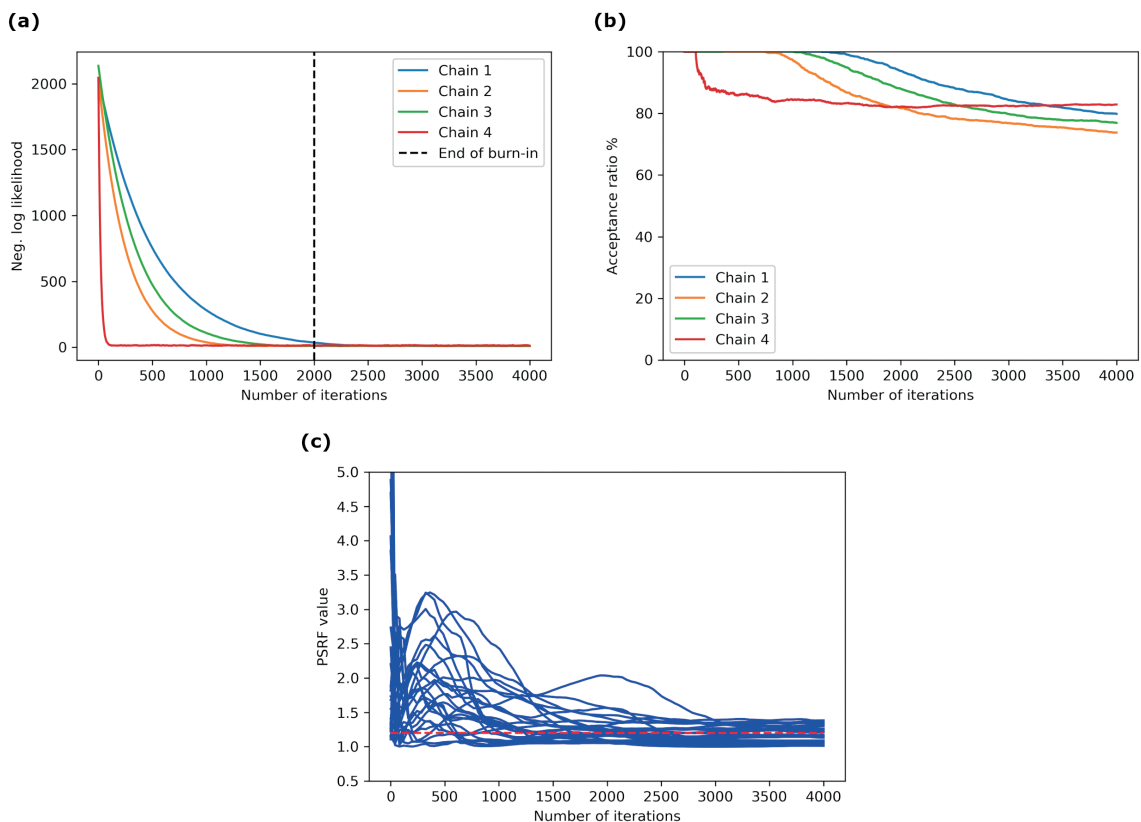 (a)
2000
1500
1000
500
0
Neg. log likelihood
Chain 1
Chain 2
Chain 3
Chain 4
End of burn-in
0 500 1000 1500 2000 2500 3000 3500 4000
Number of iterations
(b)
100
80
60
40
20
0
Acceptance ratio %
Chain 1
Chain 2
Chain 3
Chain 4
0 500 1000 1500 2000 2500 3000 3500 4000
Number of iterations
(c)
5.0
4.5
4.0
3.5
3.0
2.5
2.0
1.5
1.0
0.5
PSRF value
0 500 1000 1500 2000 2500 3000 3500 4000
Number of iterations